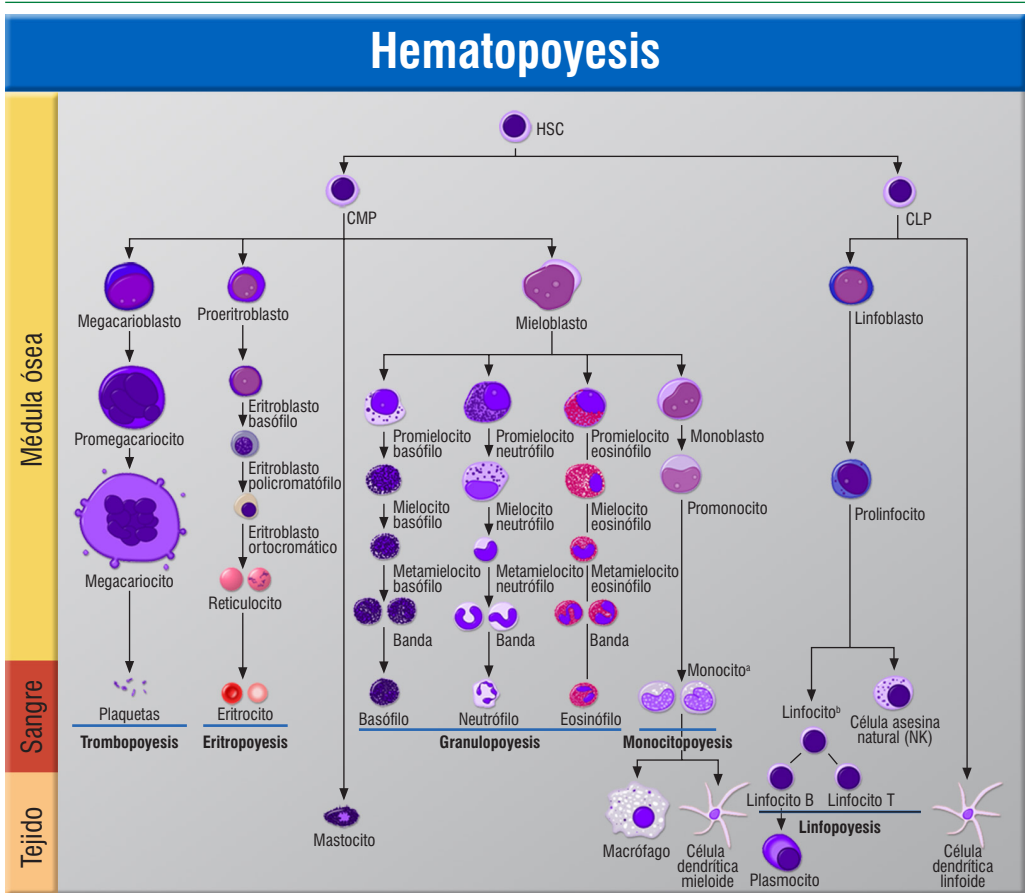 Hematopoyesis
Médula ósea
Sangre
Tejido
HSC
CMP
CLP
Megacarioblasto
Promegacariocito
Megacariocito
Plaquetas
Trombopoyesis
Proeritroblasto
Eritroblasto
basófilo
Eritroblasto
policromatófilo
Eritroblasto
ortocromático
Reticulocito
Eritrocito
Eritropoyesis
Mastocito
Mieloblasto
Promielocito
basófilo
Mielocito
basófilo
Metamielocito
basófilo
Banda
Basófilo
Promielocito
neutrófilo
Mielocito
neutrófilo
Metamielocito
neutrófilo
Banda
Neutrófilo
Promielocito
eosinófilo
Mielocito
eosinófilo
Metamielocito
eosinófilo
Banda
Eosinófilo
Granulopoyesis
Monoblasto
Promonocito
Monocitoᵃ
Monocitopoyesis
Macrófago
Célula
dendrítica
mieloide
Linfoblasto
Prolinfocito
Linfocitoᵇ
Célula asesina
natural (NK)
Linfocito B
Linfocito T
Linfopoyesis
Plasmocito
Célula
dendrítica
linfoide